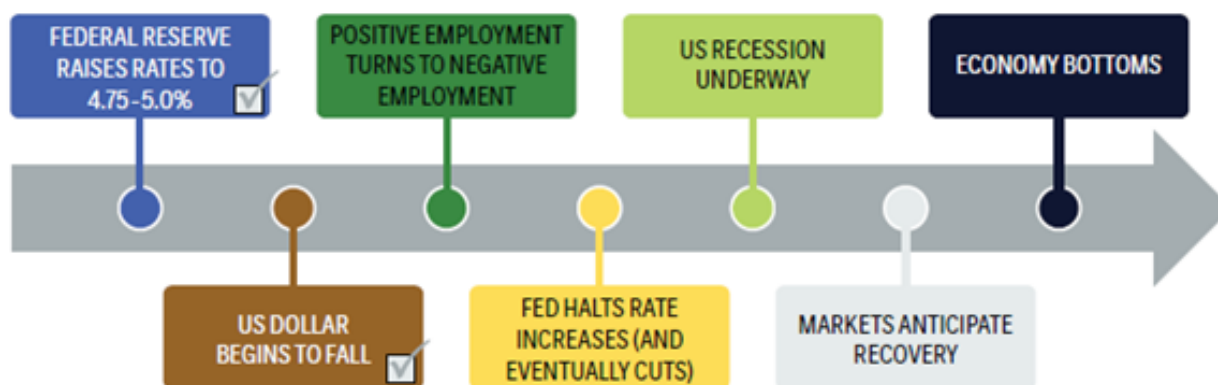 FEDERAL RESERVE
RAISES RATES TO
4.75-5.0%
US DOLLAR
BEGINS TO FALL
POSITIVE EMPLOYMENT
TURNS TO NEGATIVE
EMPLOYMENT
FED HALTS RATE
INCREASES (AND
EVENTUALLY CUTS)
US RECESSION
UNDERWAY
MARKETS ANTICIPATE
RECOVERY
ECONOMY BOTTOMS